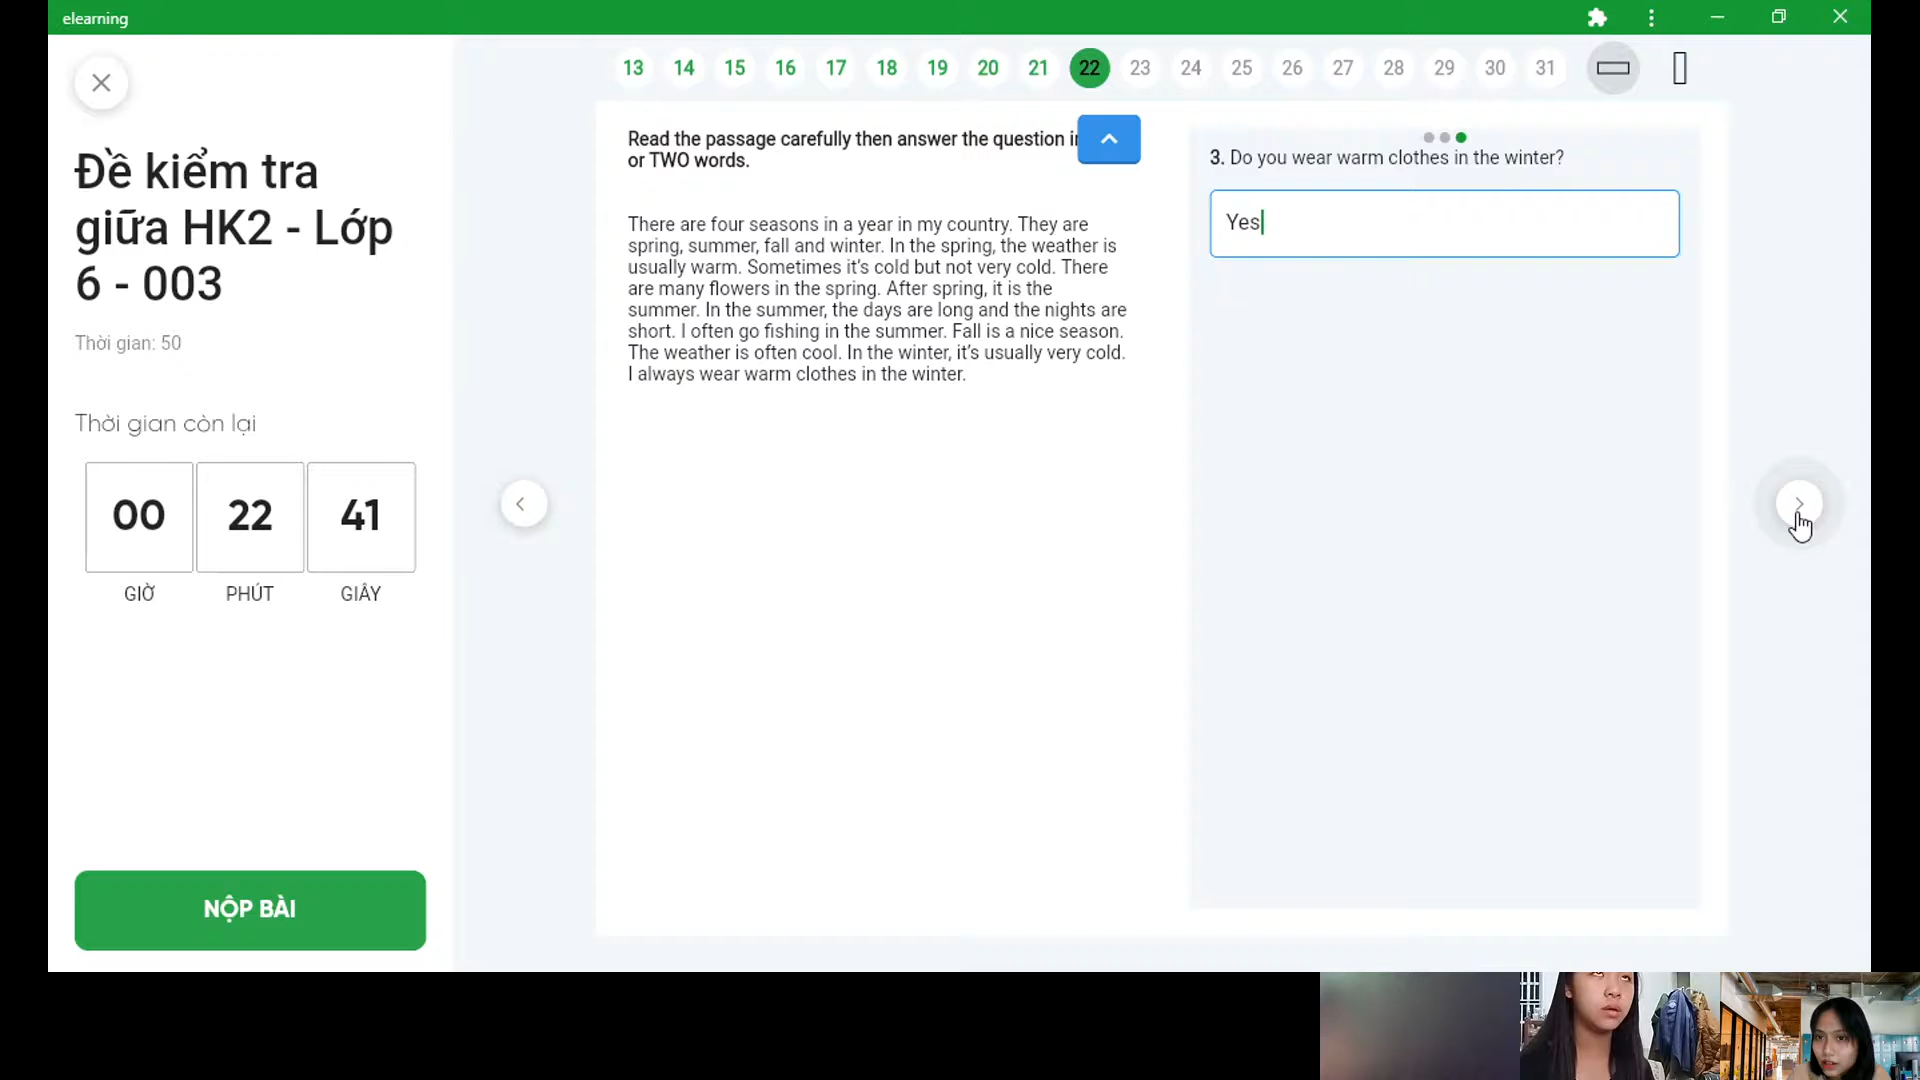 elearning
Đề kiểm tra
giữa HK2 - Lớp
6 - 003
Thời gian: 50
Thời gian còn lại
00 22 41
GIỜ PHÚT GIÂY
NỘP BÀI
13 14 15 16 17 18 19 20 21 22 23 24 25 26 27 28 29 30 31
Read the passage carefully then answer the question
or TWO words.
There are four seasons in a year in my country. They are
spring, summer, fall and winter. In the spring, the weather is
usually warm. Sometimes it’s cold but not very cold. There
are many flowers in the spring. After spring, it is the
summer. In the summer, the days are long and the nights are
short. I often go fishing in the summer. Fall is a nice season.
The weather is often cool. In the winter, it’s usually very cold.
I always wear warm clothes in the winter.
3. Do you wear warm clothes in the winter?
Yes